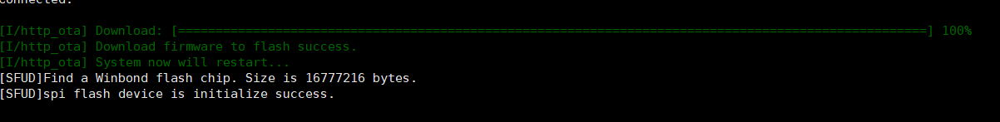 connected.
[I/http_ota] Download: [====================================================================================================] 100%
[I/http_ota] Download firmware to flash success.
[I/http_ota] System now will restart...
[SFUD]Find a Winbond flash chip. Size is 16777216 bytes.
[SFUD]spi flash device is initialize success.